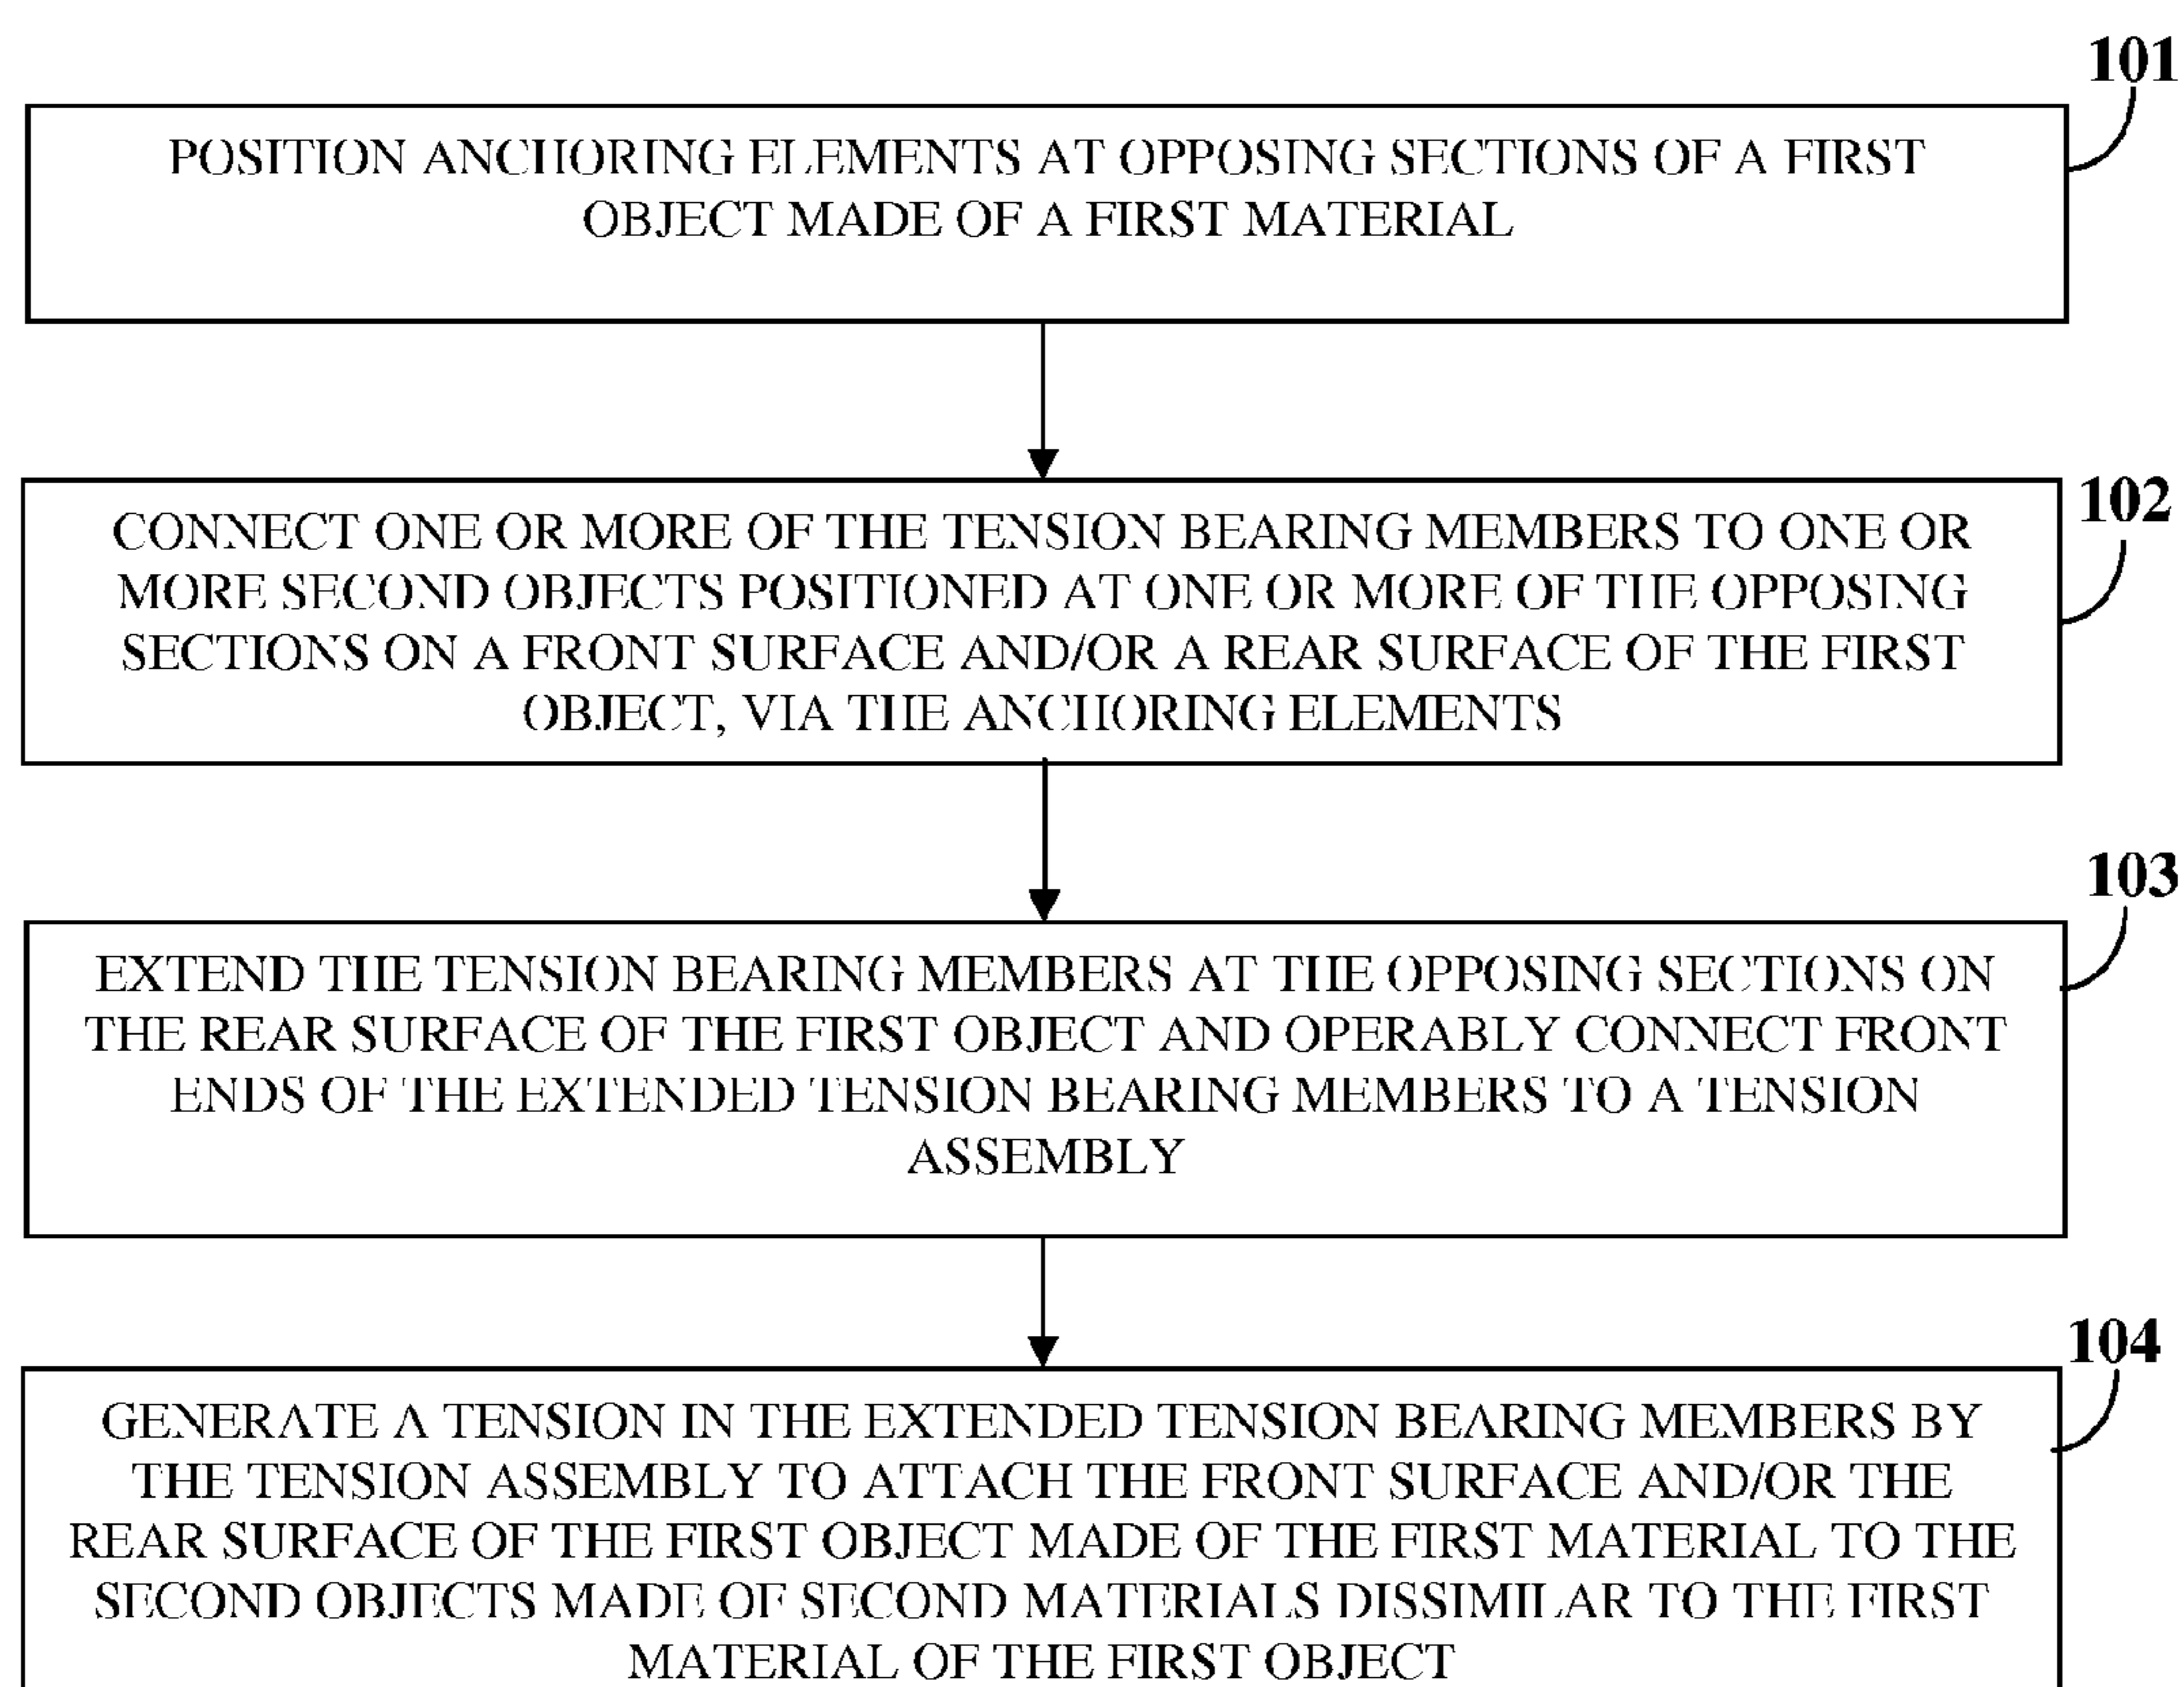 101
POSITION ANCHORING ELEMENTS AT OPPOSING SECTIONS OF A FIRST
OBJECT MADE OF A FIRST MATERIAL
102
CONNECT ONE OR MORE OF THE TENSION BEARING MEMBERS TO ONE OR
MORE SECOND OBJECTS POSITIONED AT ONE OR MORE OF THE OPPOSING
SECTIONS ON A FRONT SURFACE AND/OR A REAR SURFACE OF THE FIRST
OBJECT, VIA THE ANCHORING ELEMENTS
103
EXTEND THE TENSION BEARING MEMBERS AT THE OPPOSING SECTIONS ON
THE REAR SURFACE OF THE FIRST OBJECT AND OPERABLY CONNECT FRONT
ENDS OF THE EXTENDED TENSION BEARING MEMBERS TO A TENSION
ASSEMBLY
104
GENERATE A TENSION IN THE EXTENDED TENSION BEARING MEMBERS BY
THE TENSION ASSEMBLY TO ATTACH THE FRONT SURFACE AND/OR THE
REAR SURFACE OF THE FIRST OBJECT MADE OF THE FIRST MATERIAL TO THE
SECOND OBJECTS MADE OF SECOND MATERIALS DISSIMILAR TO THE FIRST
MATERIAL OF THE FIRST OBJECT